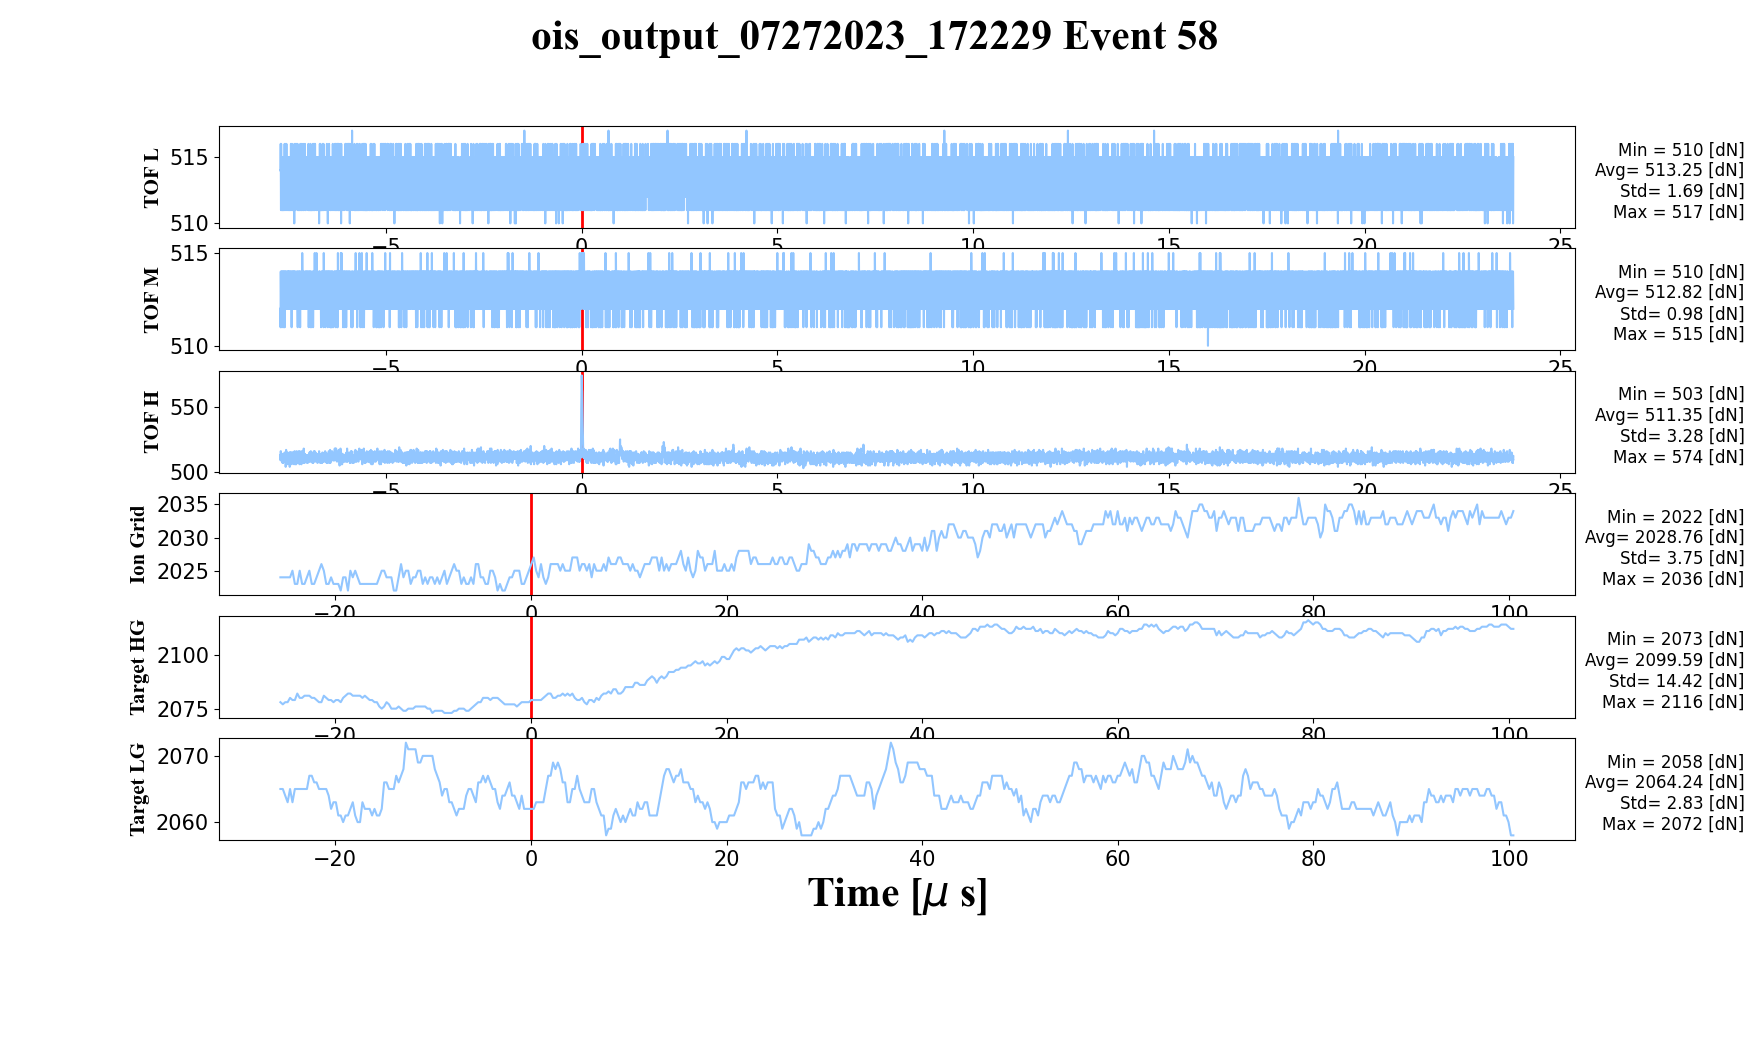 ois_output_07272023_172229 Event 58
TOF L
515
510
−5
0
5
10
15
20
25
Min = 510 [dN]
Avg= 513.25 [dN]
Std= 1.69 [dN]
Max = 517 [dN]
TOF M
515
510
−5
0
5
10
15
20
25
Min = 510 [dN]
Avg= 512.82 [dN]
Std= 0.98 [dN]
Max = 515 [dN]
TOF H
550
500
−5
0
5
10
15
20
25
Min = 503 [dN]
Avg= 511.35 [dN]
Std= 3.28 [dN]
Max = 574 [dN]
Ion Grid
2035
2030
2025
−20
0
20
40
60
80
100
Min = 2022 [dN]
Avg= 2028.76 [dN]
Std= 3.75 [dN]
Max = 2036 [dN]
Target HG
2100
2075
−20
0
20
40
60
80
100
Min = 2073 [dN]
Avg= 2099.59 [dN]
Std= 14.42 [dN]
Max = 2116 [dN]
Target LG
2070
2060
−20
0
20
40
60
80
100
Min = 2058 [dN]
Avg= 2064.24 [dN]
Std= 2.83 [dN]
Max = 2072 [dN]
Time [μ s]